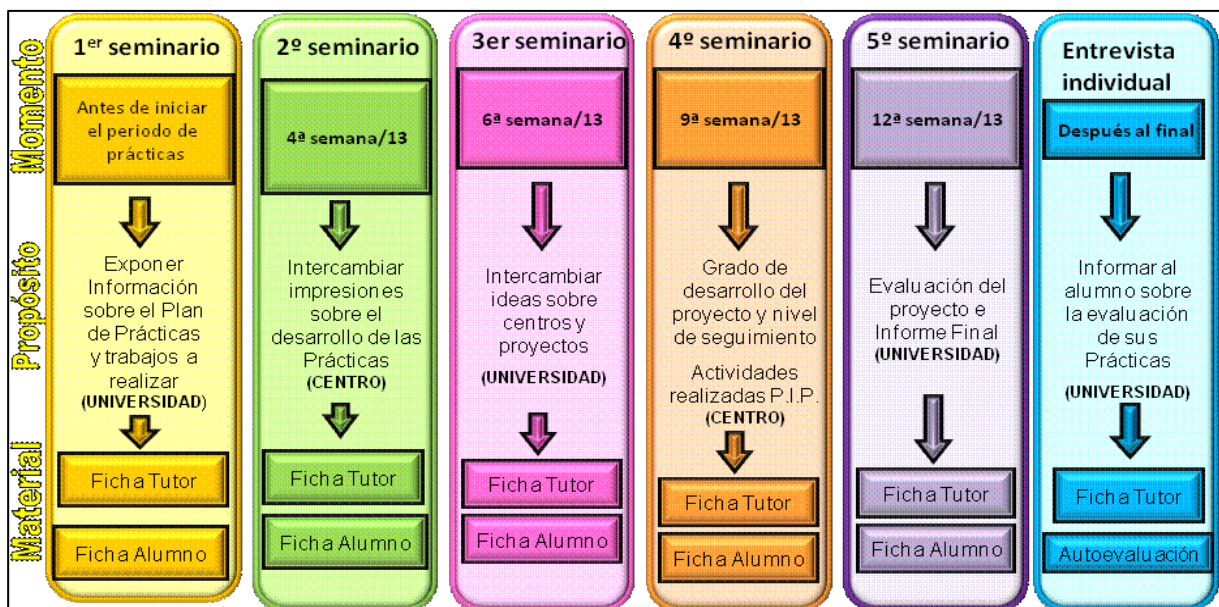 Momento
Propósito
Material
1er seminario
Antes de iniciar
el periodo de
prácticas
Exponer
Información
sobre el Plan
de Prácticas
y trabajos a
realizar
(UNIVERSIDAD)
Ficha Tutor
Ficha Alumno
2º seminario
4ª semana/13
Intercambiar
impresiones
sobre el
desarrollo de las
Prácticas
(CENTRO)
Ficha Tutor
Ficha Alumno
3er seminario
6ª semana/13
Intercambiar
ideas sobre
centros y
proyectos
(UNIVERSIDAD)
Ficha Tutor
Ficha Alumno
4º seminario
9ª semana/13
Grado de
desarrollo del
proyecto y nivel
de seguimiento
Actividades
realizadas P.I.P.
(CENTRO)
Ficha Tutor
Ficha Alumno
5º seminario
12ª semana/13
Evaluación del
proyecto e
Informe Final
(UNIVERSIDAD)
Ficha Tutor
Ficha Alumno
Entrevista
individual
Después al final
Informar al
alumno sobre
la evaluación
de sus
Prácticas
(UNIVERSIDAD)
Ficha Tutor
Autoevaluación